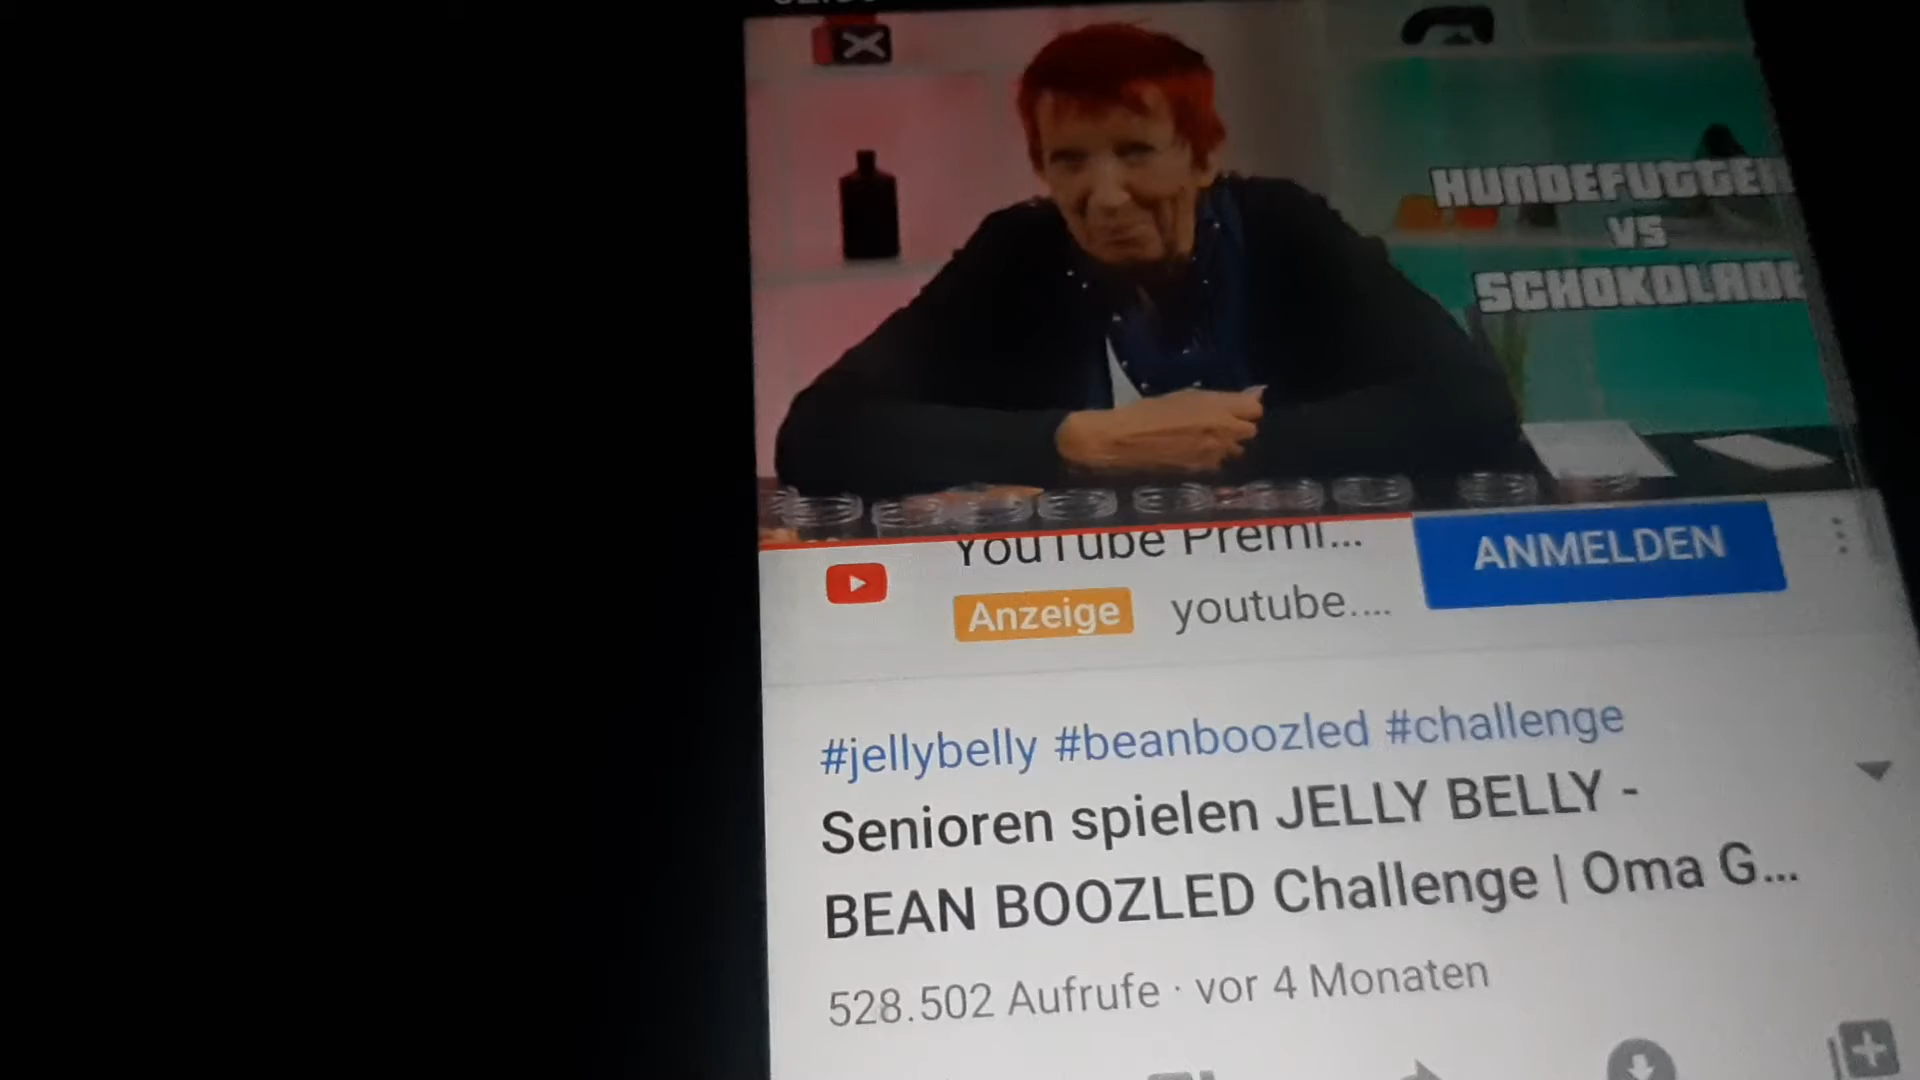 HUNDEFUTTER
VS
SCHOKOLADE
YouTube Premi...
ANMELDEN
Anzeige youtube....
#jellybelly #beanboozled #challenge
Senioren spielen JELLY BELLY -
BEAN BOOZLED Challenge | Oma G...
528.502 Aufrufe · vor 4 Monaten